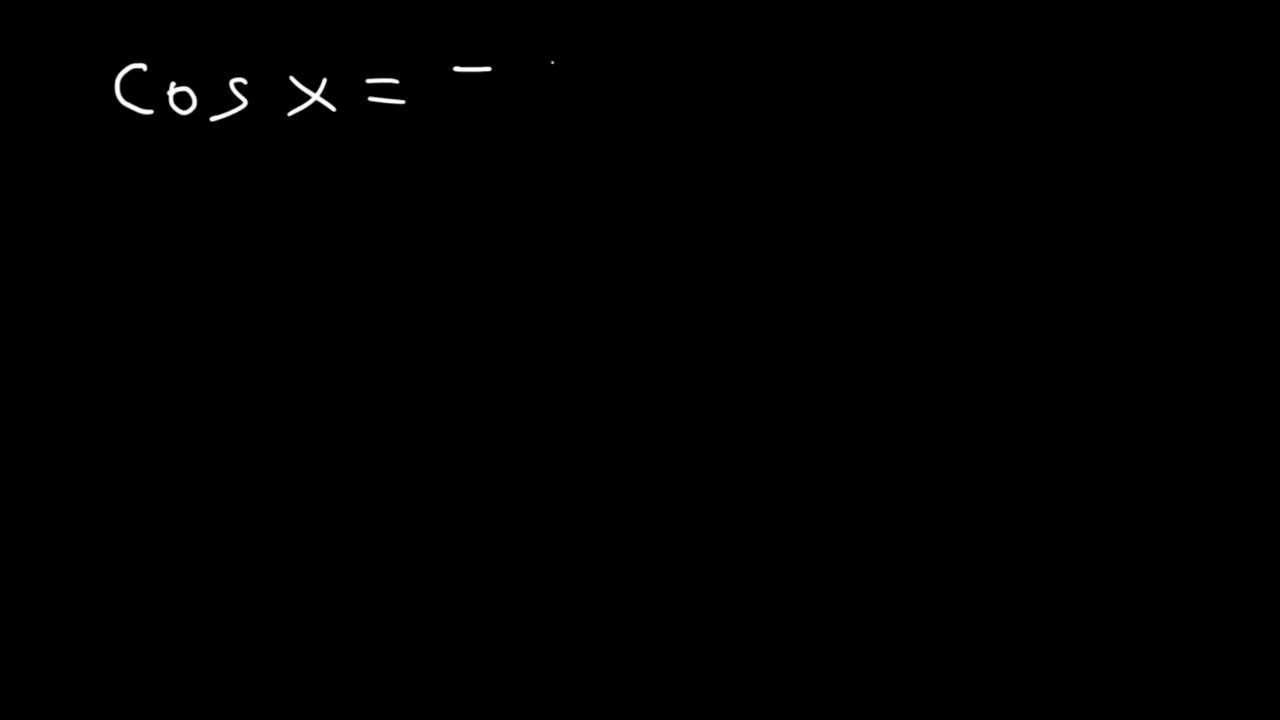 Cos x = -